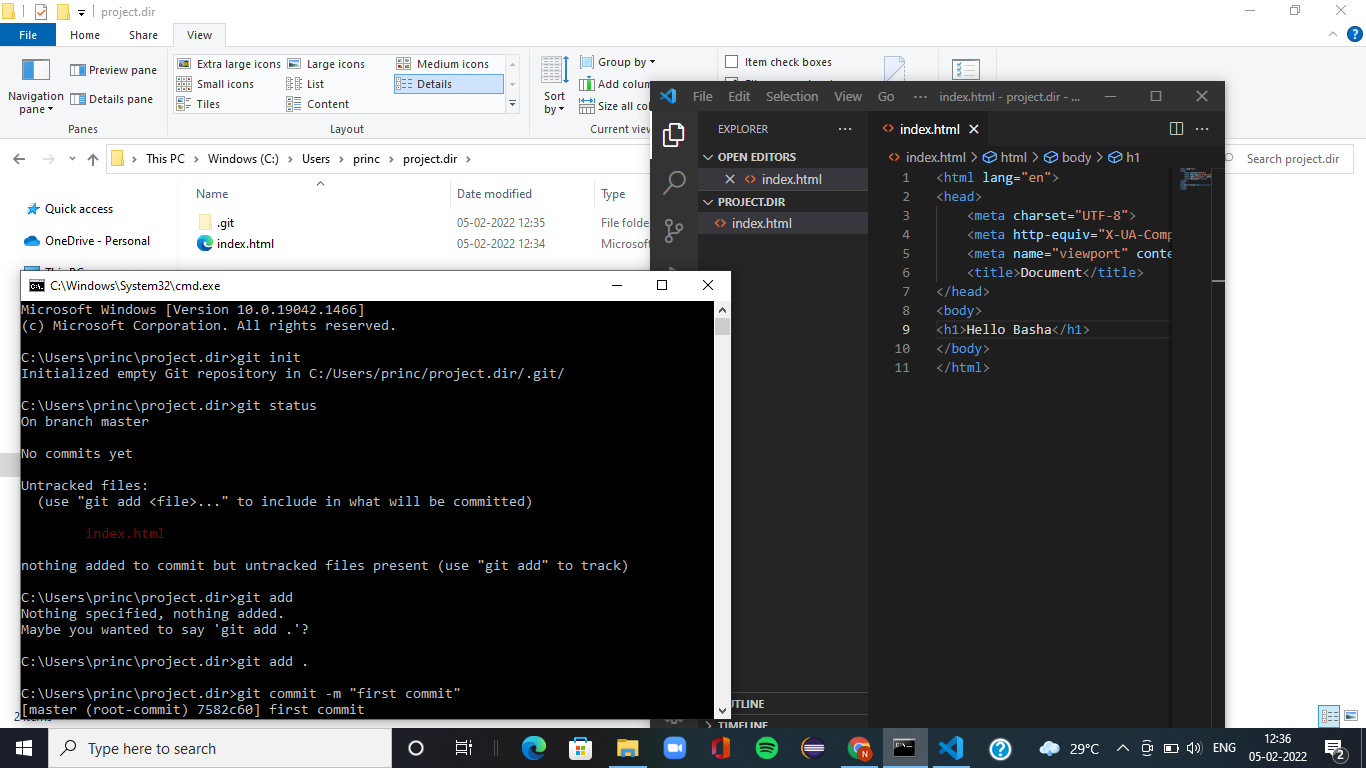 project.dir
File Home Share View
Navigation pane
Preview pane
Details pane
Panes
Extra large icons Large icons Medium icons
Small icons List Details
Tiles Content
Layout
Sort by
Group by
Add colum
Size all col
Current view
Item check boxes
This PC Windows (C:) Users princ project.dir
Search project.dir
Name Date modified Type
.git 05-02-2022 12:35 File folde
index.html 05-02-2022 12:34 Microsof
Quick access
OneDrive - Personal
C:\Windows\System32\cmd.exe
Microsoft Windows [Version 10.0.19042.1466]
(c) Microsoft Corporation. All rights reserved.
C:\Users\princ\project.dir>git init
Initialized empty Git repository in C:/Users/princ/project.dir/.git/
C:\Users\princ\project.dir>git status
On branch master
No commits yet
Untracked files:
(use "git add <file>..." to include in what will be committed)
index.html
nothing added to commit but untracked files present (use "git add" to track)
C:\Users\princ\project.dir>git add
Nothing specified, nothing added.
Maybe you wanted to say 'git add .'?
C:\Users\princ\project.dir>git add .
C:\Users\princ\project.dir>git commit -m "first commit"
[master (root-commit) 7582c60] first commit
File Edit Selection View Go ··· index.html - project.dir - ...
EXPLORER ···
OPEN EDITORS
index.html
PROJECT.DIR
index.html
UTLINE
TIMELINE
index.html
index.html > html > body > h1
1 <html lang="en">
2 <head>
3 <meta charset="UTF-8">
4 <meta http-equiv="X-UA-Comp
5 <meta name="viewport" conte
6 <title>Document</title>
7 </head>
8 <body>
9 <h1>Hello Basha</h1>
10 </body>
11 </html>
Type here to search
29°C
ENG
12:36
05-02-2022
2